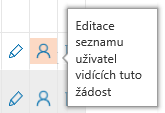 Editace
seznamu
uživatel
vidících tuto
žádost